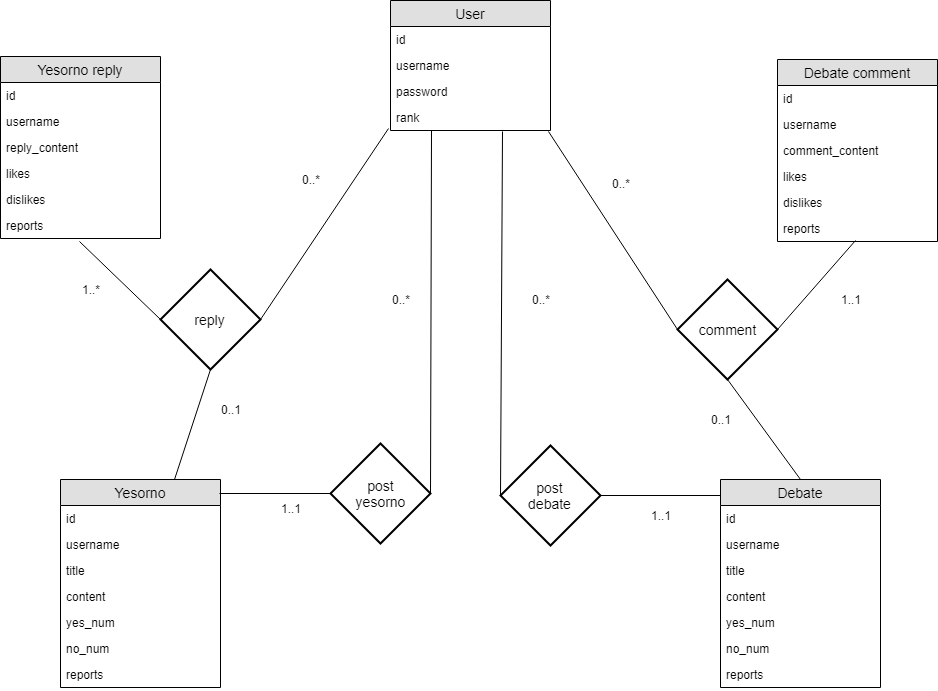 User
id
username
password
rank
Yesorno reply
id
username
reply_content
likes
dislikes
reports
Debate comment
id
username
comment_content
likes
dislikes
reports
0..*
0..*
1..*
0..*
0..*
1..1
reply
comment
0..1
0..1
post
yesorno
post
debate
1..1
1..1
Yesorno
id
username
title
content
yes_num
no_num
reports
Debate
id
username
title
content
yes_num
no_num
reports